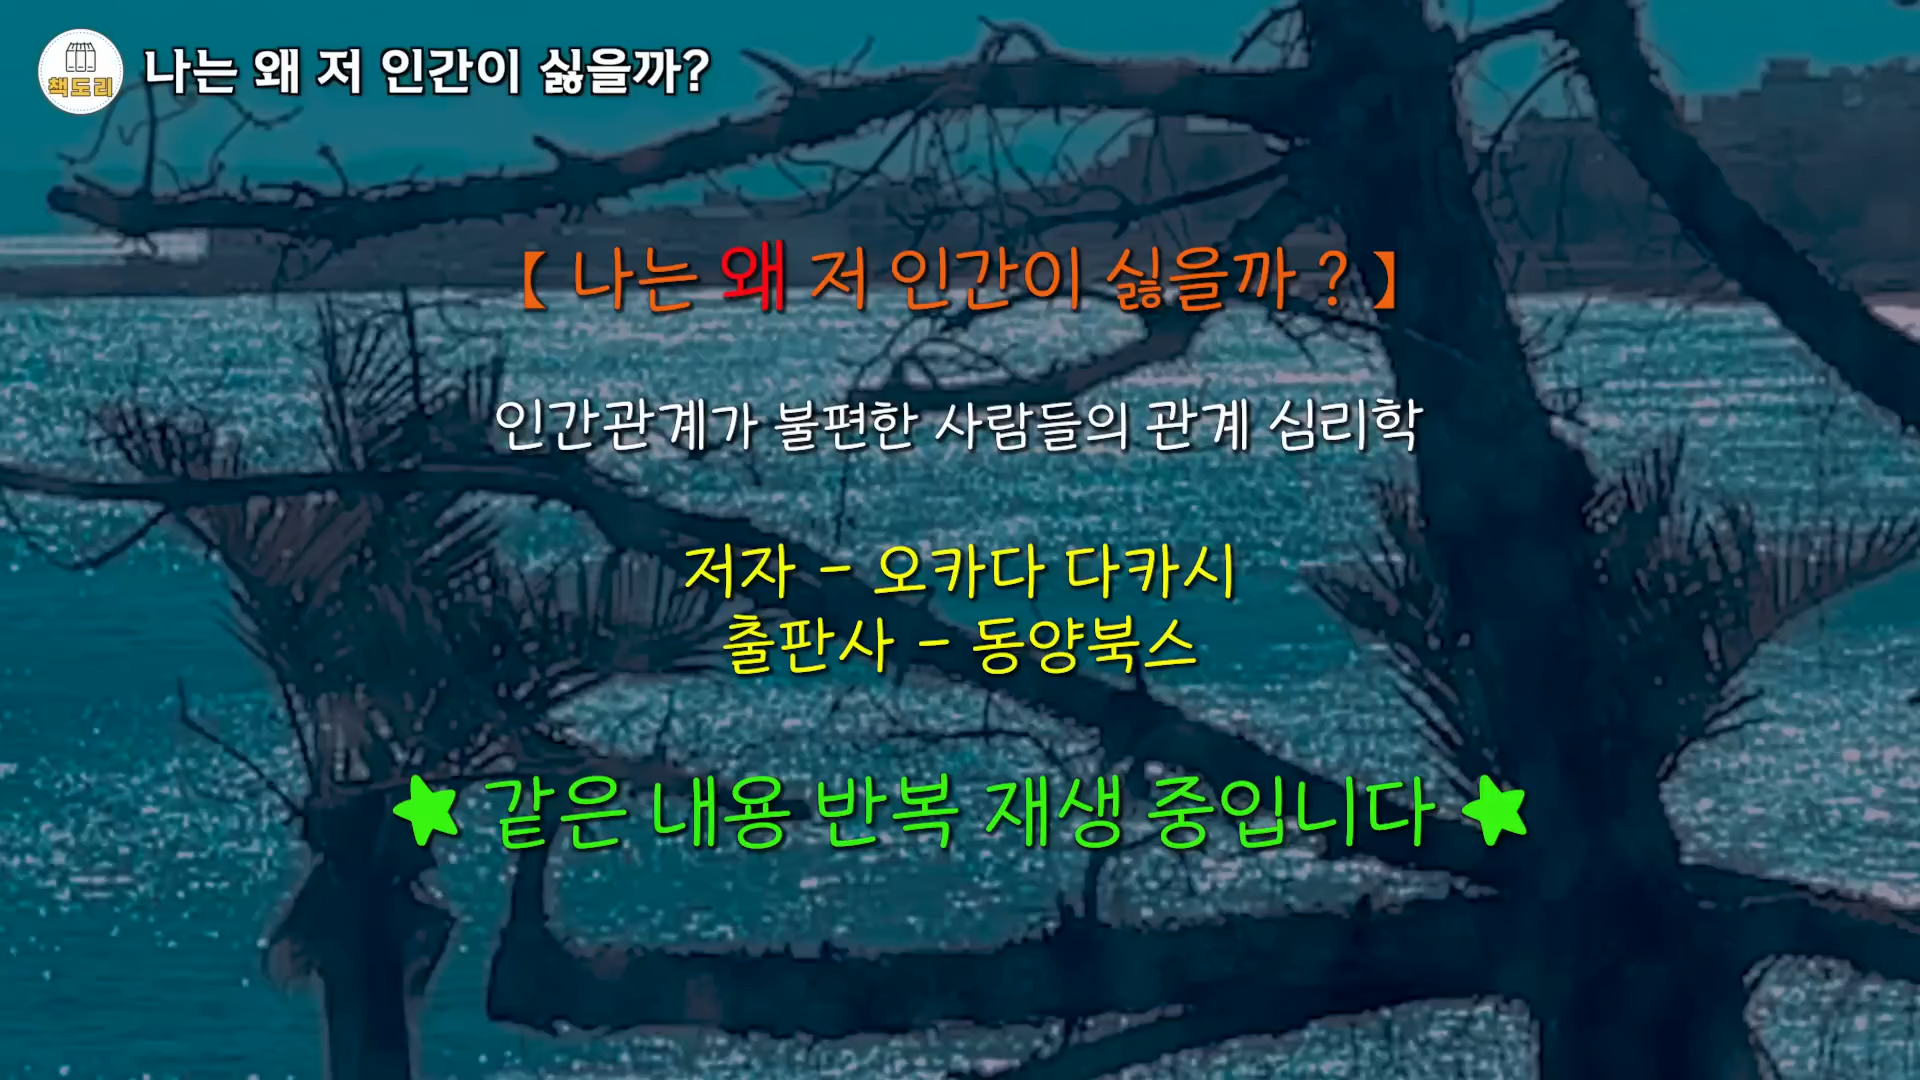 책도리
나는 왜 저 인간이 싫을까?
【 나는 왜 저 인간이 싫을까 ? 】
인간관계가 불편한 사람들의 관계 심리학
저자 - 오카다 다카시
출판사 - 동양북스
★ 같은 내용 반복 재생 중입니다 ★